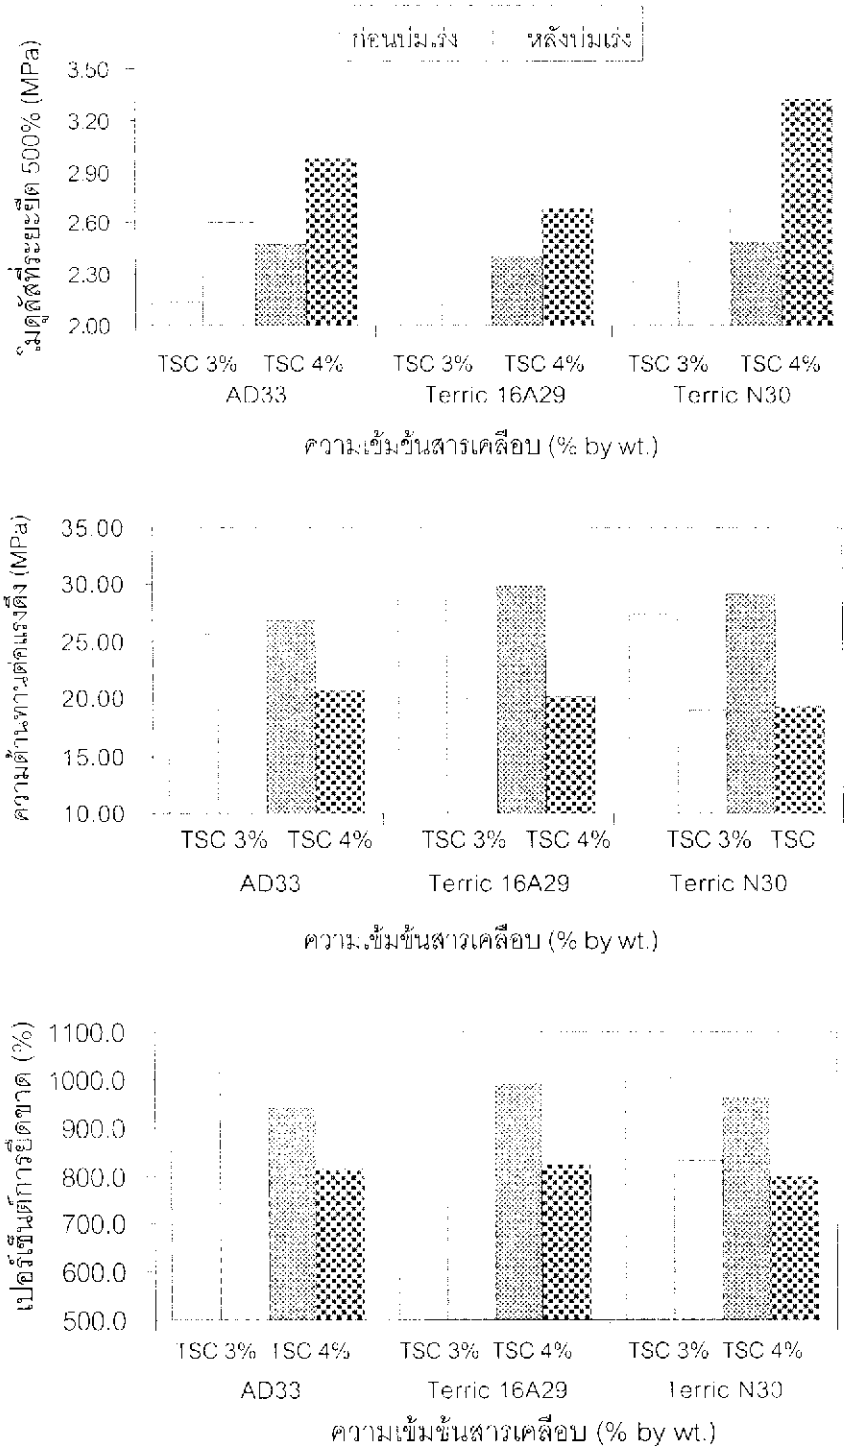 ก่อนบ่มเร่ง หลังบ่มเร่ง
โมดูลัสที่ระยะยืด 500% (MPa)
3.50
3.20
2.90
2.60
2.30
2.00
TSC 3% TSC 4% TSC 3% TSC 4% TSC 3% TSC 4%
AD33 Terric 16A29 Terric N30
ความเข้มข้นสารเคลือบ (% by wt.)
ความต้านทานต่อแรงดึง (MPa)
35.00
30.00
25.00
20.00
15.00
10.00
TSC 3% TSC 4% TSC 3% TSC 4% TSC 3% TSC
AD33 Terric 16A29 Terric N30
ความเข้มข้นสารเคลือบ (% by wt.)
เปอร์เซ็นต์การยืดขาด (%)
1100.0
1000.0
900.0
800.0
700.0
600.0
500.0
TSC 3% TSC 4% TSC 3% TSC 4% TSC 3% TSC 4%
AD33 Terric 16A29 Terric N30
ความเข้มข้นสารเคลือบ (% by wt.)